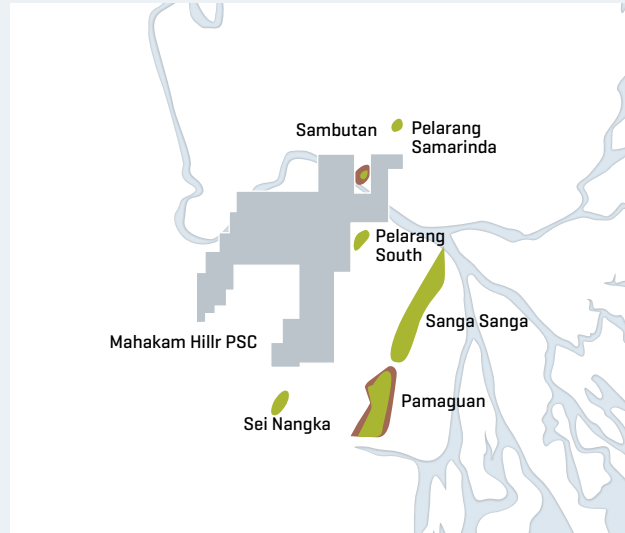 Sambutan
Pelarang
Samarinda
Pelarang
South
Sanga Sanga
Mahakam Hillr PSC
Pamaguan
Sei Nangka